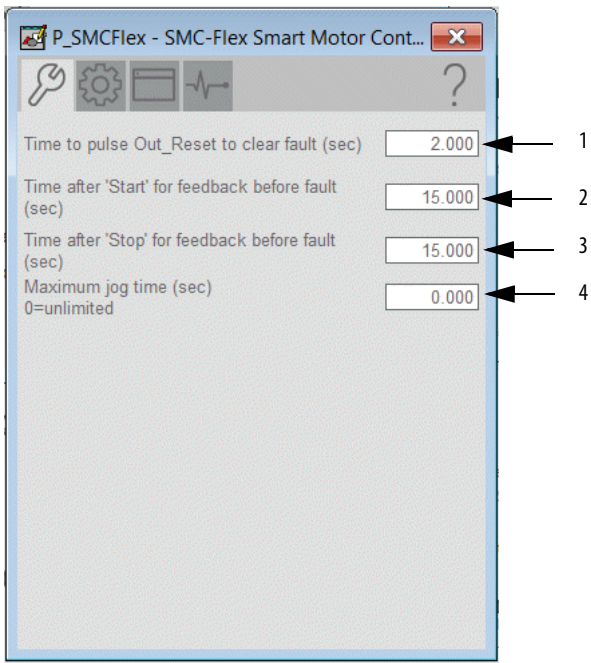 P_SMCFlex - SMC-Flex Smart Motor Cont...
?
Time to pulse Out_Reset to clear fault (sec) 2.000 1
Time after 'Start' for feedback before fault
(sec) 15.000 2
Time after 'Stop' for feedback before fault
(sec) 15.000 3
Maximum jog time (sec)
0=unlimited 0.000 4